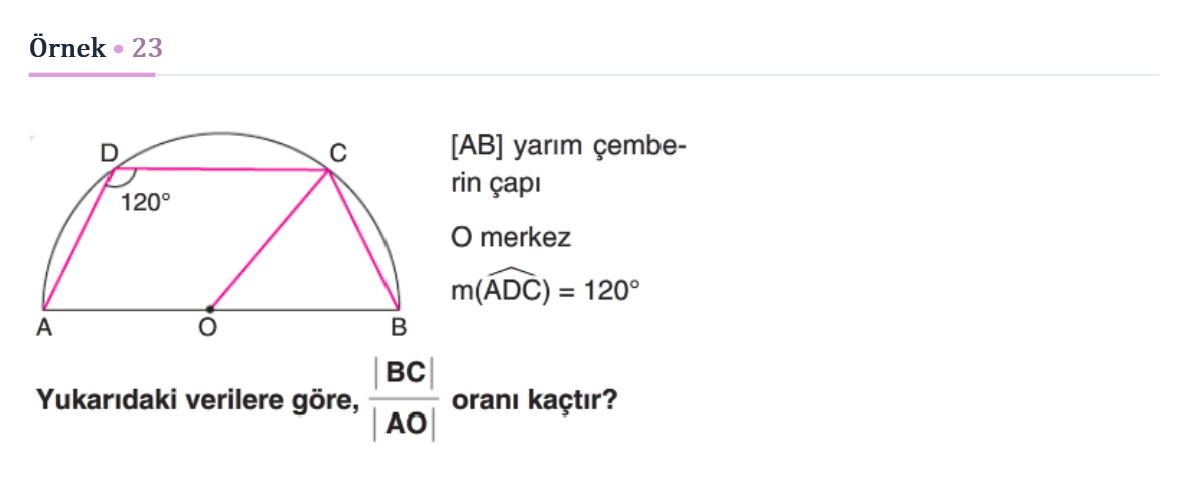 Örnek • 23
D
C
120°
A
O
B
[AB] yarım çembe-
rin çapı
O merkez
m(ADC) = 120°
Yukarıdaki verilere göre, |BC| / |AO| oranı kaçtır?